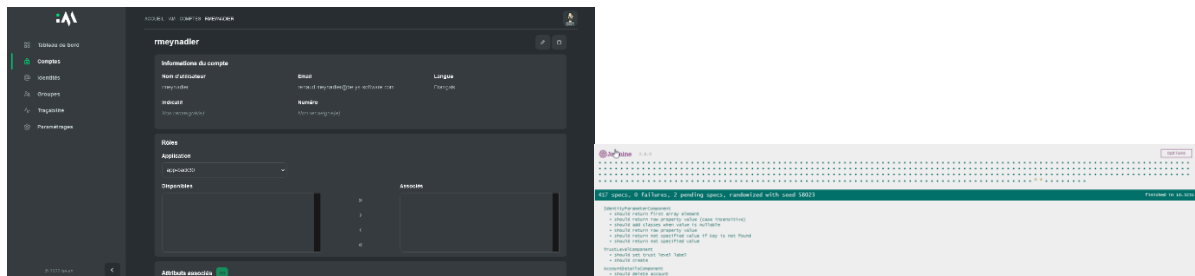 iM
ACCUEIL IAM COMPTES RMEYNADIER
rmeynadier
Tableau de bord
Comptes
Identités
Groupes
Traçabilité
Paramétrages
Informations du compte
Nom d'utilisateur Email Langue
rmeynadier Français
Indicatif Numéro
Non renseigné(e) Non renseigné(e)
Rôles
Application
Disponibles Associés
Attributs associés
Jasmine
Options
437 specs, 0 failures, 2 pending specs, randomized with seed 58023
IdentityParameterComponent
• should return first array element
• should return raw property value (case insensitive)
• should add classes when value is nullable
• should return raw property value
• should return not specified value if key is not found
• should return not specified value
TrustLevelComponent
• should set trust level label
• should create
AccountDetailsComponent
• should delete account